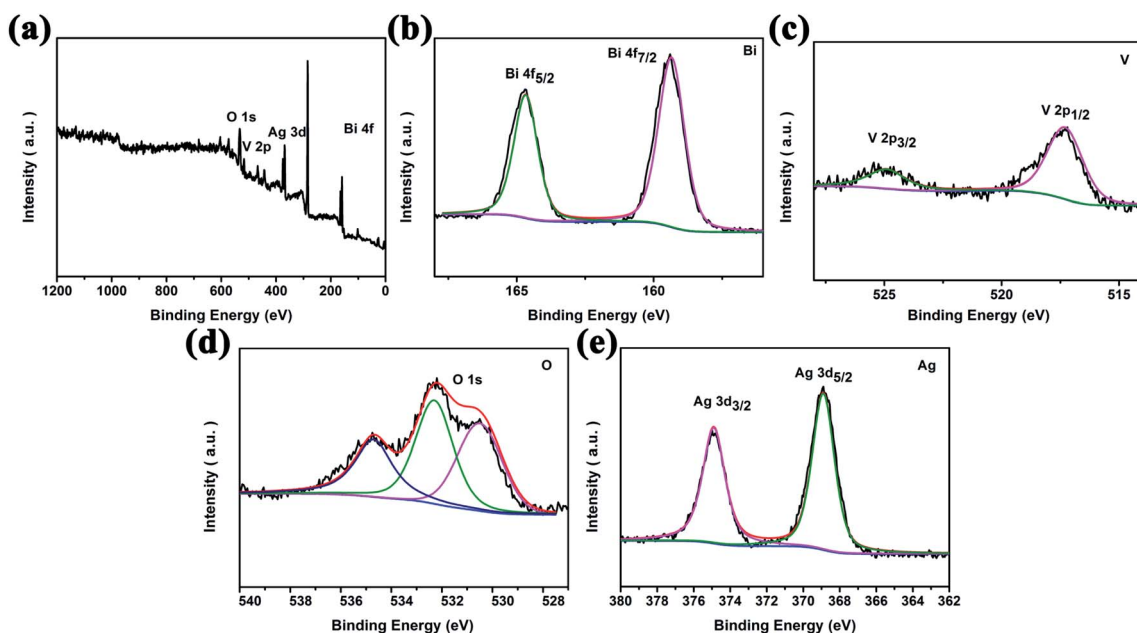 (a)
O 1s
V 2p
Ag 3d
Bi 4f
Intensity ( a.u. )
1200 1000 800 600 400 200 0
Binding Energy (eV)
(b)
Bi
Bi 4f5/2
Bi 4f7/2
Intensity ( a.u. )
165 160
Binding Energy (eV)
(c)
V
V 2p3/2
V 2p1/2
Intensity ( a.u. )
525 520 515
Binding Energy (eV)
(d)
O
O 1s
Intensity ( a.u. )
540 538 536 534 532 530 528
Binding Energy (eV)
(e)
Ag
Ag 3d3/2
Ag 3d5/2
Intensity ( a.u. )
380 378 376 374 372 370 368 366 364 362
Binding Energy (eV)